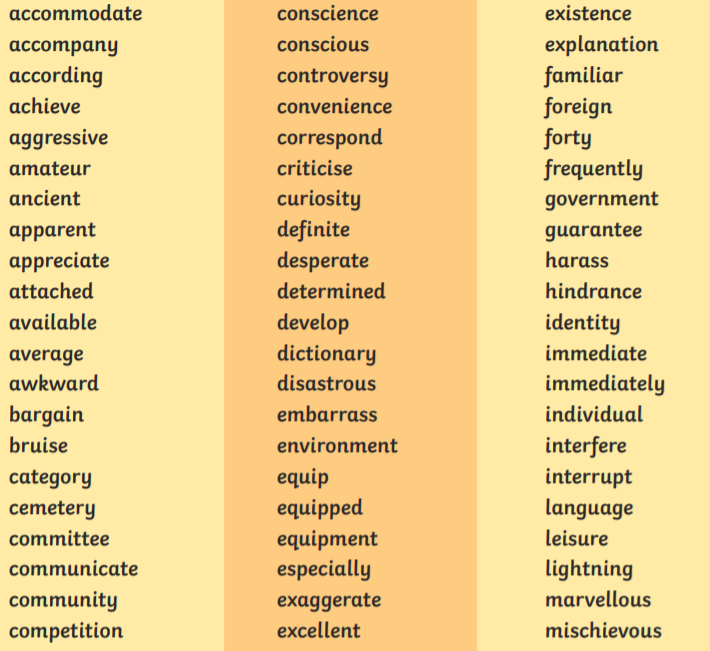 accommodate
accompany
according
achieve
aggressive
amateur
ancient
apparent
appreciate
attached
available
average
awkward
bargain
bruise
category
cemetery
committee
communicate
community
competition
conscience
conscious
controversy
convenience
correspond
criticise
curiosity
definite
desperate
determined
develop
dictionary
disastrous
embarrass
environment
equip
equipped
equipment
especially
exaggerate
excellent
existence
explanation
familiar
foreign
forty
frequently
government
guarantee
harass
hindrance
identity
immediate
immediately
individual
interfere
interrupt
language
leisure
lightning
marvellous
mischievous